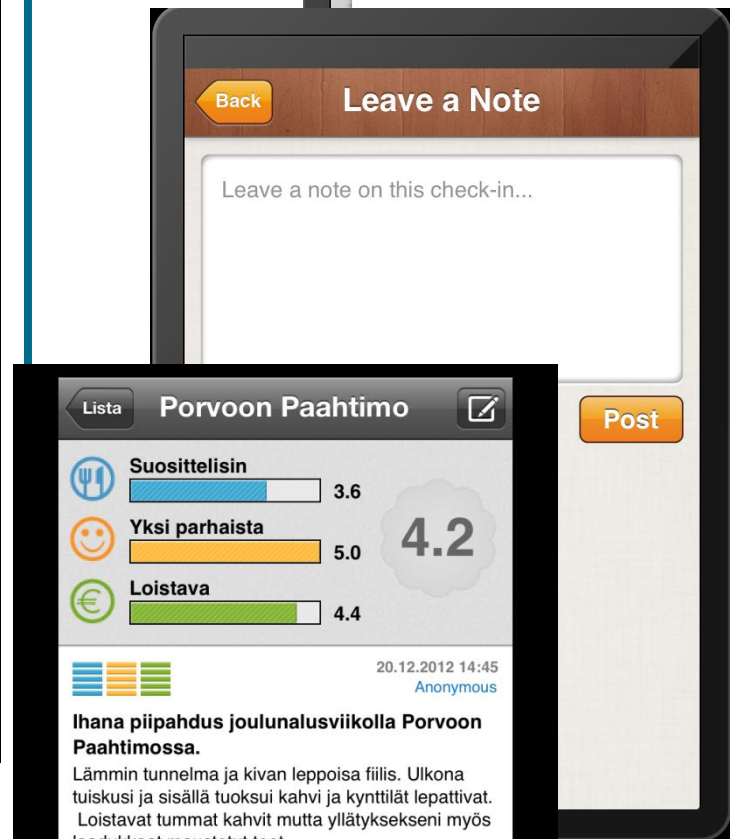 Back
Leave a Note
Leave a note on this check-in...
Post
Lista
Porvoon Paahtimo
Suosittelisin
3.6
Yksi parhaista
5.0
4.2
Loistava
4.4
20.12.2012 14:45
Anonymous
Ihana piipahdus joulunalusviikolla Porvoon
Paahtimossa.
Lämmin tunnelma ja kivan leppoisa fiilis. Ulkona
tuiskusi ja sisällä tuoksui kahvi ja kynttilät lepattivat.
Loistavat tummat kahvit mutta yllätyksekseni myös